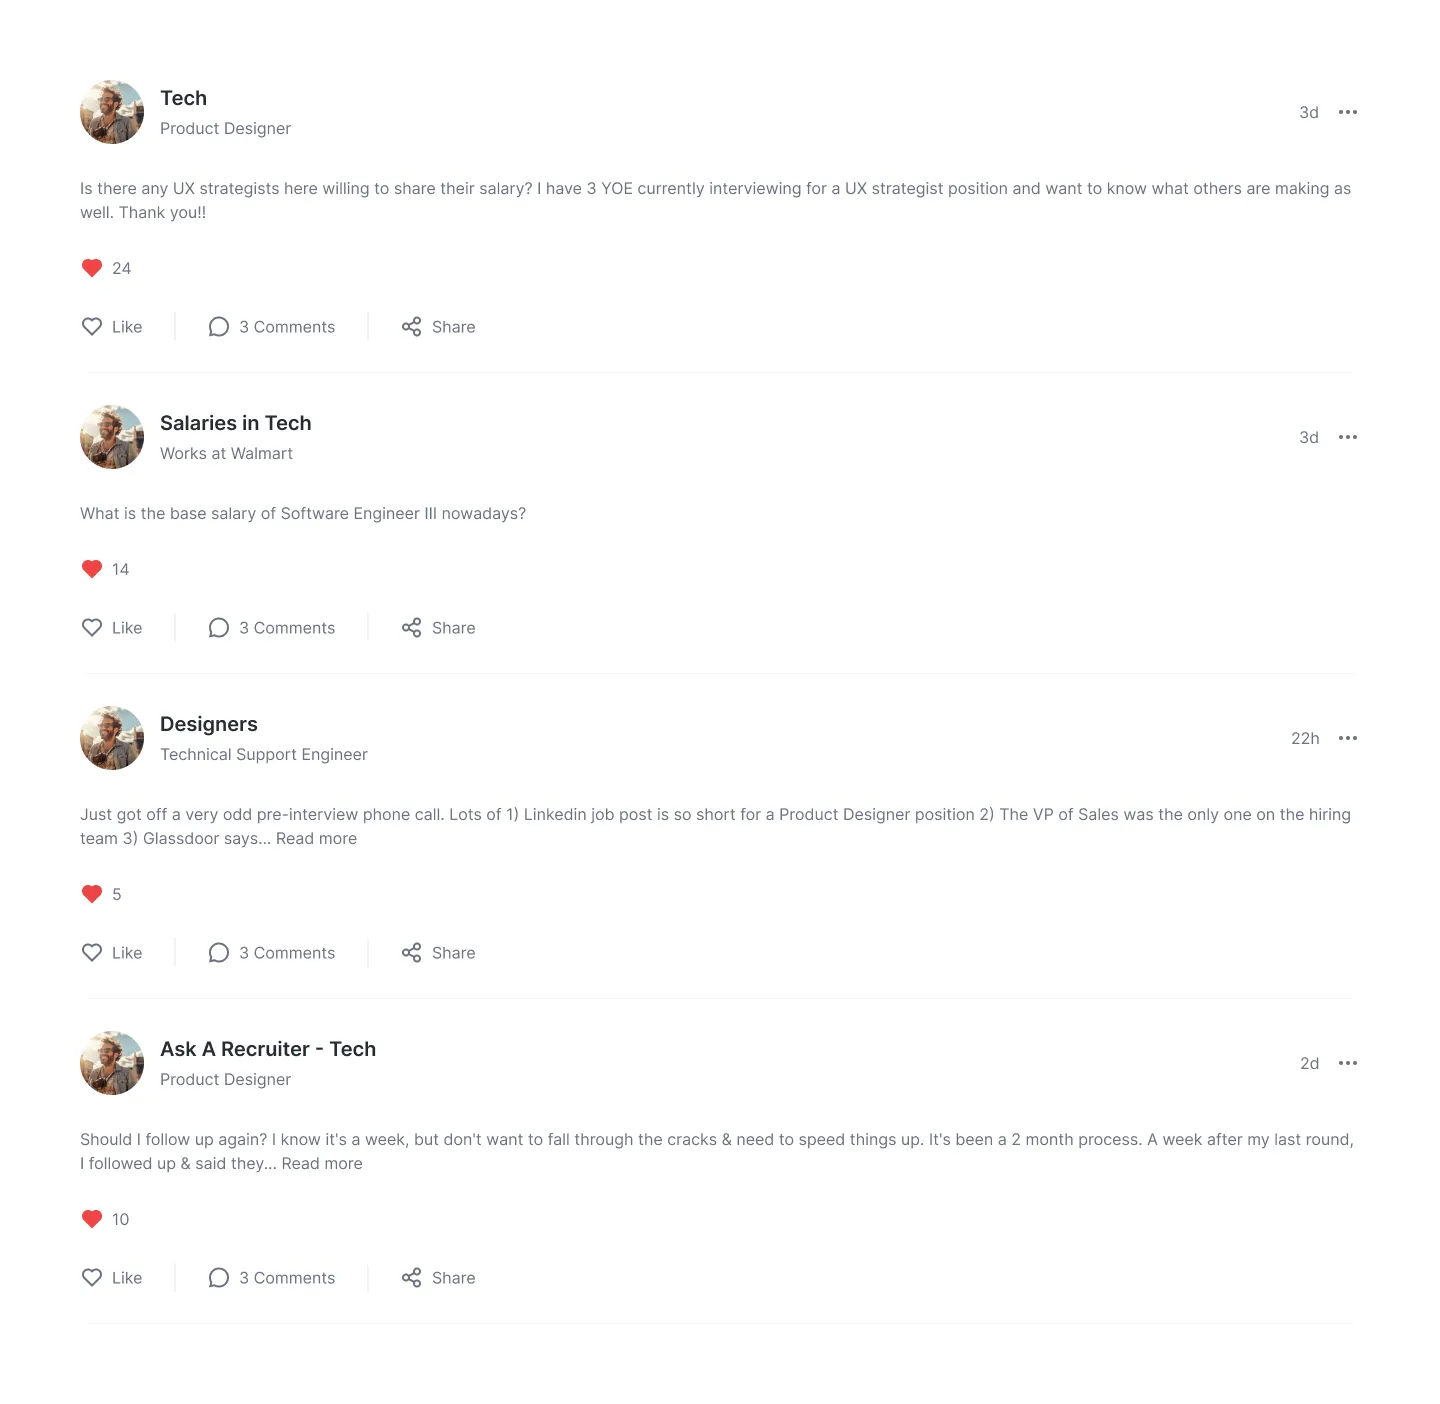 Tech
Product Designer
3d
Is there any UX strategists here willing to share their salary? I have 3 YOE currently interviewing for a UX strategist position and want to know what others are making as
well. Thank you!!
24
Like
3 Comments
Share
Salaries in Tech
Works at Walmart
3d
What is the base salary of Software Engineer III nowadays?
14
Like
3 Comments
Share
Designers
Technical Support Engineer
22h
Just got off a very odd pre-interview phone call. Lots of 1) Linkedin job post is so short for a Product Designer position 2) The VP of Sales was the only one on the hiring
team 3) Glassdoor says... Read more
5
Like
3 Comments
Share
Ask A Recruiter - Tech
Product Designer
2d
Should I follow up again? I know it's a week, but don't want to fall through the cracks & need to speed things up. It's been a 2 month process. A week after my last round,
I followed up & said they... Read more
10
Like
3 Comments
Share